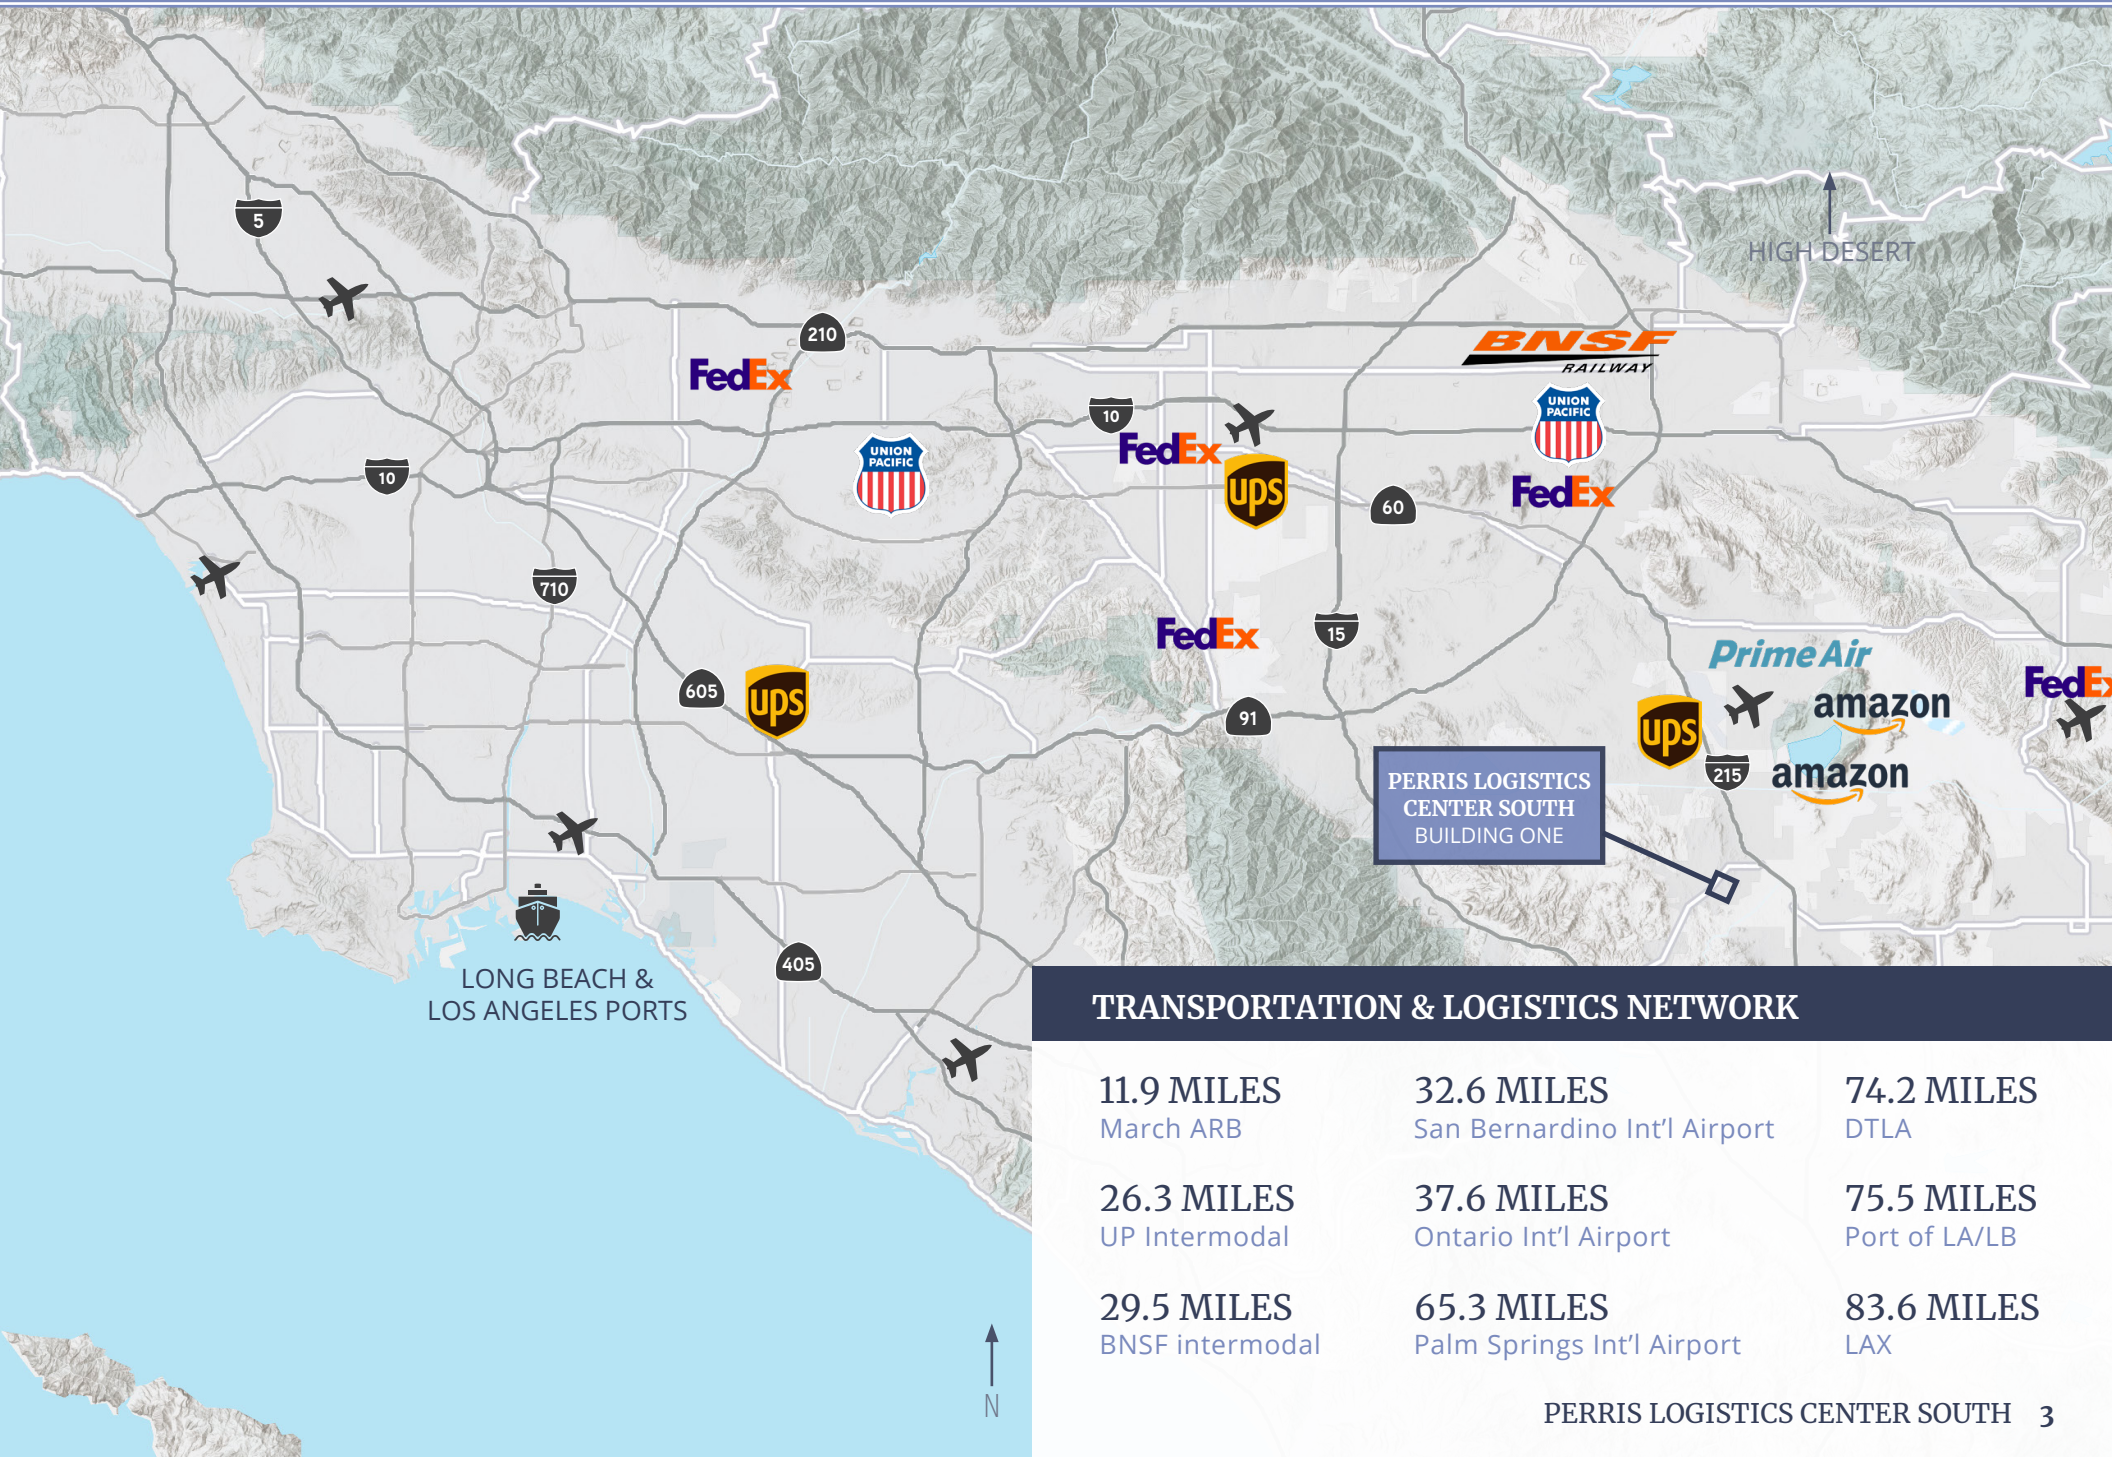 5
HIGH DESERT
210
BNSF
RAILWAY
FedEx
10
UNION
PACIFIC
FedEx
UNION
PACIFIC
10
ups
60
FedEx
710
15
FedEx
Prime Air
605
ups
91
ups
amazon
FedEx
215
amazon
PERRIS LOGISTICS
CENTER SOUTH
BUILDING ONE
405
LONG BEACH &
LOS ANGELES PORTS
N
TRANSPORTATION & LOGISTICS NETWORK
11.9 MILES
March ARB
26.3 MILES
UP Intermodal
29.5 MILES
BNSF intermodal
32.6 MILES
San Bernardino Int'l Airport
37.6 MILES
Ontario Int'l Airport
65.3 MILES
Palm Springs Int'l Airport
74.2 MILES
DTLA
75.5 MILES
Port of LA/LB
83.6 MILES
LAX
PERRIS LOGISTICS CENTER SOUTH 3